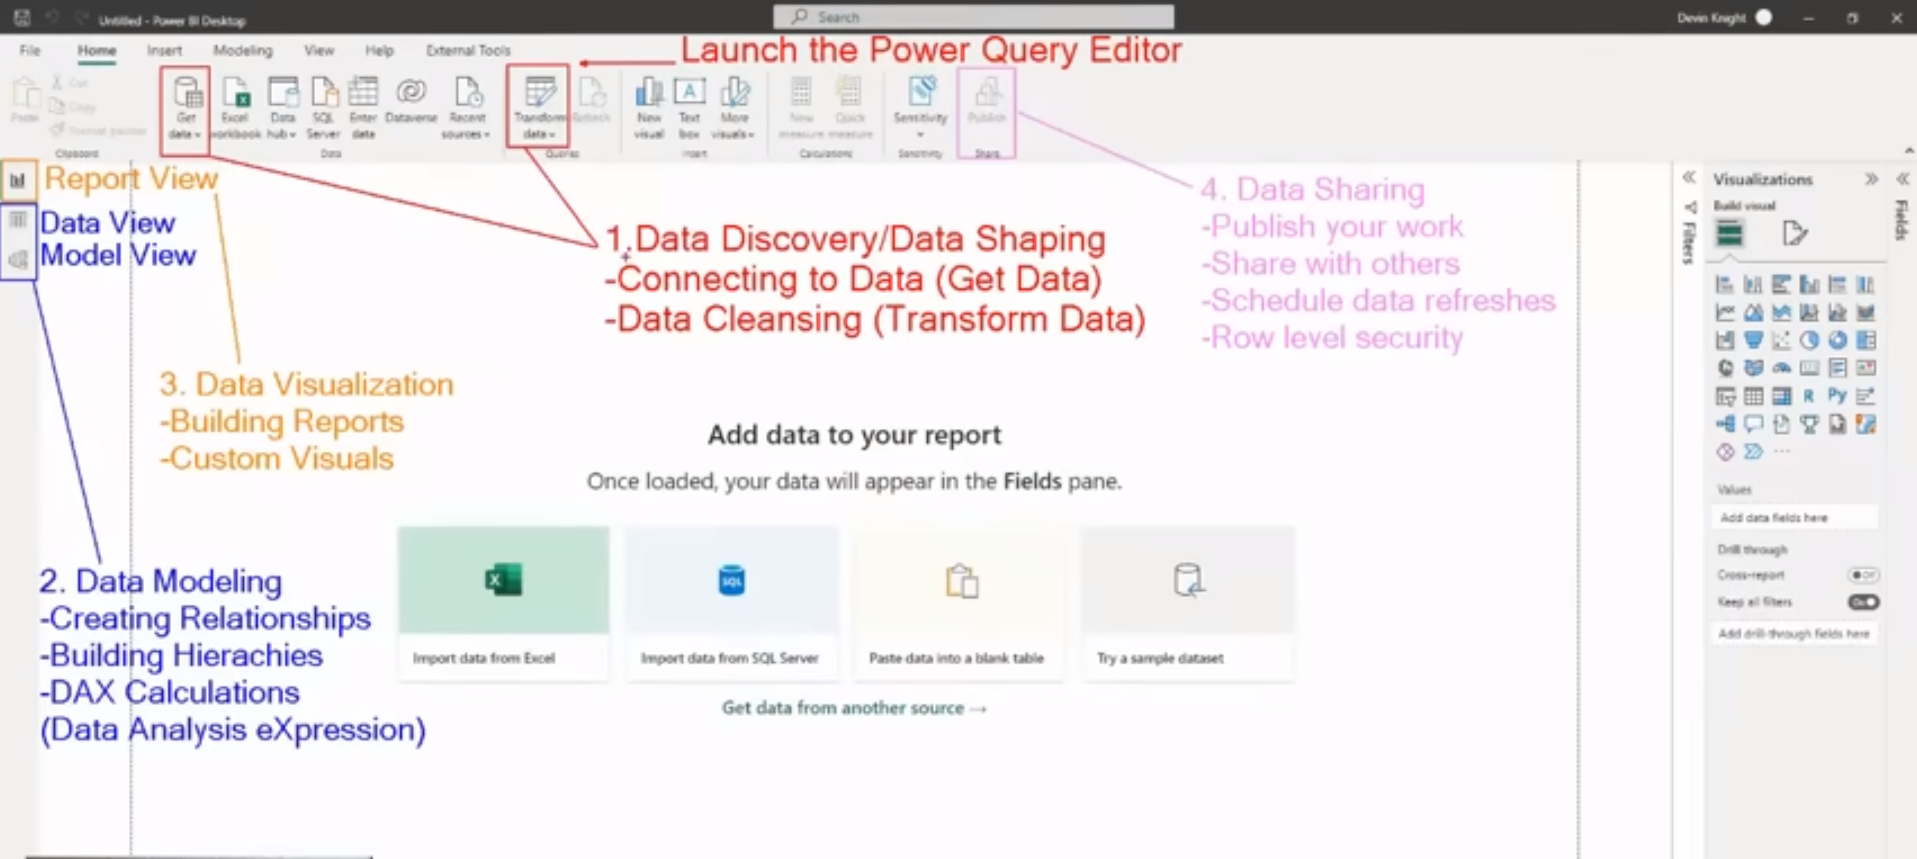 Untitled - Power BI Desktop
Search
Devin Knight
File Home Insert Modeling View Help External Tools
Launch the Power Query Editor
Paste
Cut
Copy
Format painter
Clipboard
Get data
Excel workbook
Data hub
SQL Server
Enter data
Dataverse
Recent sources
Data
Transform data
Refresh
Queries
New visual
Text box
More visuals
Insert
New measure
Quick measure
Calculations
Sensitivity
Sensitivity
Publish
Share
Report View
Data View
Model View
1.Data Discovery/Data Shaping
-Connecting to Data (Get Data)
-Data Cleansing (Transform Data)
4. Data Sharing
-Publish your work
-Share with others
-Schedule data refreshes
-Row level security
3. Data Visualization
-Building Reports
-Custom Visuals
2. Data Modeling
-Creating Relationships
-Building Hierachies
-DAX Calculations
(Data Analysis eXpression)
Add data to your report
Once loaded, your data will appear in the Fields pane.
SQL
Import data from Excel
Import data from SQL Server
Paste data into a blank table
Try a sample dataset
Get data from another source →
Filters
Visualizations
Build visual
R Py
...
Values
Add data fields here
Drill through
Cross-report
Off
Keep all filters
On
Add drill-through fields here
Fields